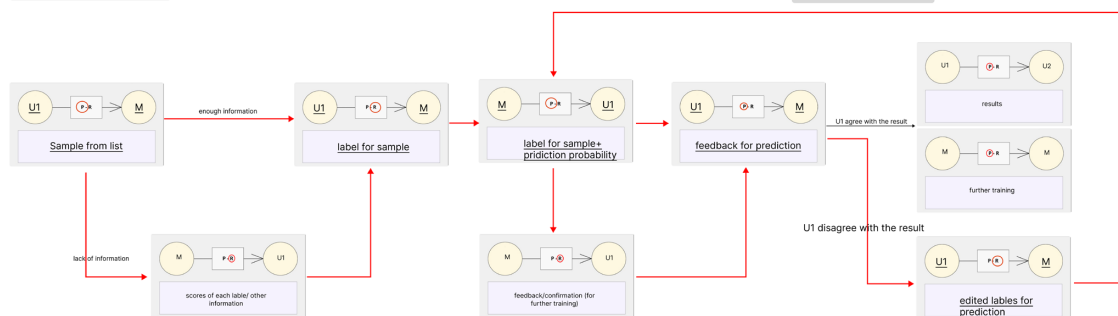 U1 P-R M
Sample from list
enough information
U1 P-R M
label for sample
M P-R U1
label for sample+
pridiction probability
U1 P-R M
feedback for prediction
U1 agree with the result
U1 P-R U2
results
M P-R M
further training
lack of information
M P-R U1
scores of each lable/ other
information
M P-R U1
feedback/confirmation (for
further training)
U1 disagree with the result
U1 P-R M
edited lables for
prediction